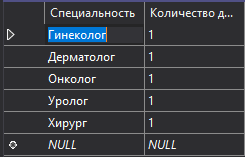 Специальность Количество д...
Гинеколог 1
Дерматолог 1
Онколог 1
Уролог 1
Хирург 1
NULL NULL